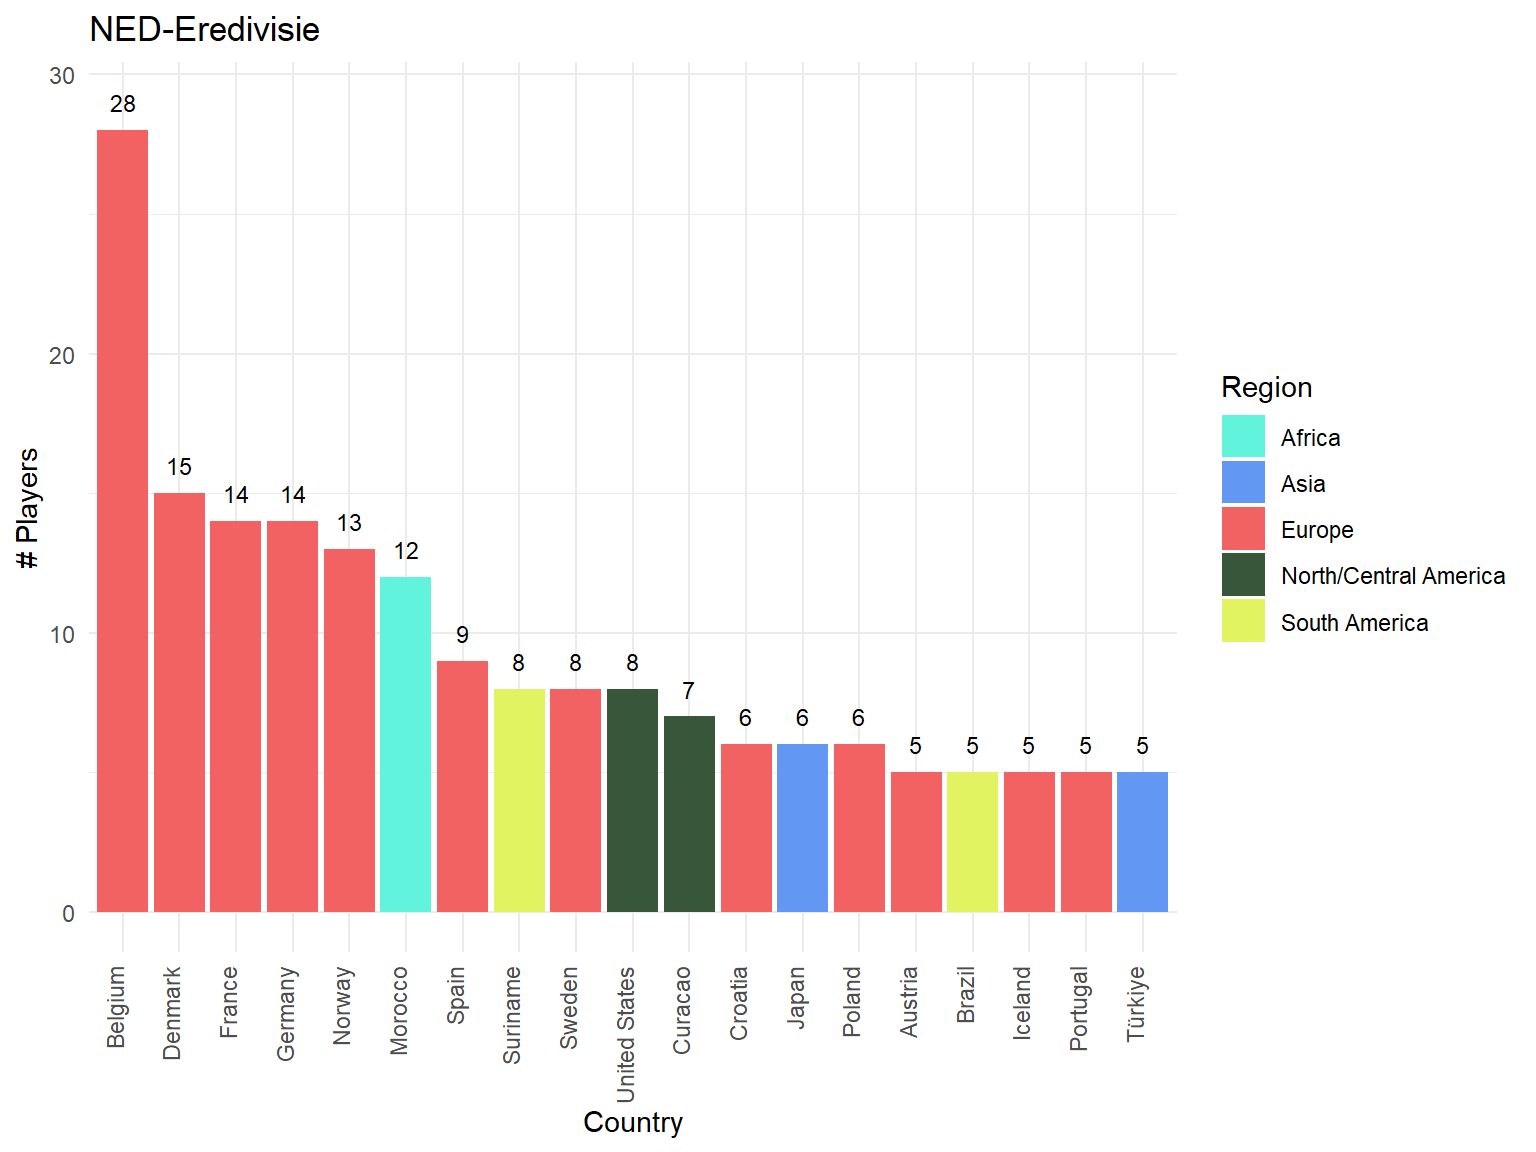 NED-Eredivisie
30
20
10
0
# Players
28
15
14
14
13
12
9
8
8
8
7
6
6
6
5
5
5
5
5
Belgium
Denmark
France
Germany
Norway
Morocco
Spain
Suriname
Sweden
United States
Curacao
Croatia
Japan
Poland
Austria
Brazil
Iceland
Portugal
Türkiye
Country
Region
Africa
Asia
Europe
North/Central America
South America